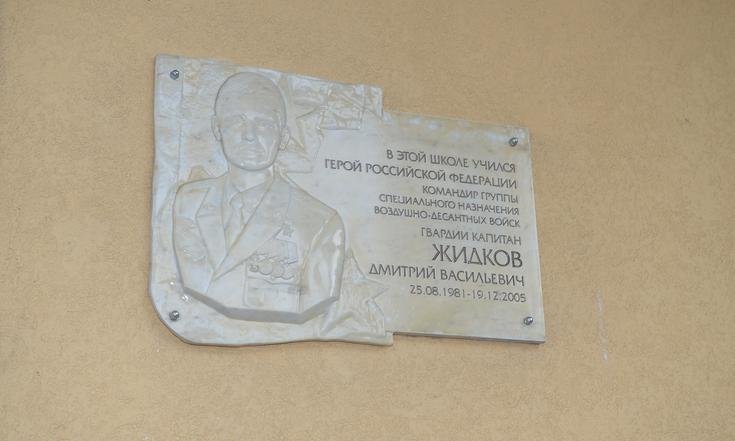 В ЭТОЙ ШКОЛЕ УЧИЛСЯ
ГЕРОЙ РОССИЙСКОЙ ФЕДЕРАЦИИ
КОМАНДИР ГРУППЫ
СПЕЦИАЛЬНОГО НАЗНАЧЕНИЯ
ВОЗДУШНО-ДЕСАНТНЫХ ВОЙСК
ГВАРДИИ КАПИТАН
ЖИДКОВ
ДМИТРИЙ ВАСИЛЬЕВИЧ
25.08.1981-19.12.2005